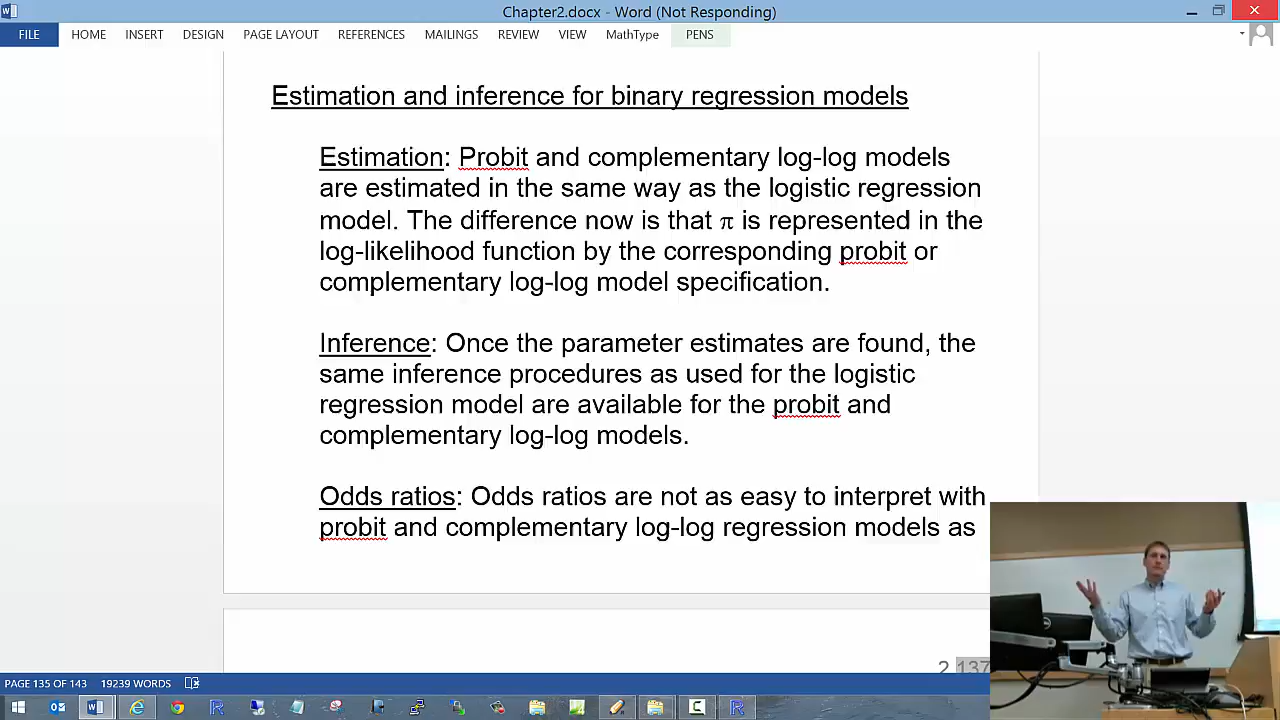 Chapter2.docx - Word (Not Responding)
FILE HOME INSERT DESIGN PAGE LAYOUT REFERENCES MAILINGS REVIEW VIEW MathType PENS
Estimation and inference for binary regression models
Estimation: Probit and complementary log-log models
are estimated in the same way as the logistic regression
model. The difference now is that π is represented in the
log-likelihood function by the corresponding probit or
complementary log-log model specification.
Inference: Once the parameter estimates are found, the
same inference procedures as used for the logistic
regression model are available for the probit and
complementary log-log models.
Odds ratios: Odds ratios are not as easy to interpret with
probit and complementary log-log regression models as
2.137
PAGE 135 OF 143 19239 WORDS